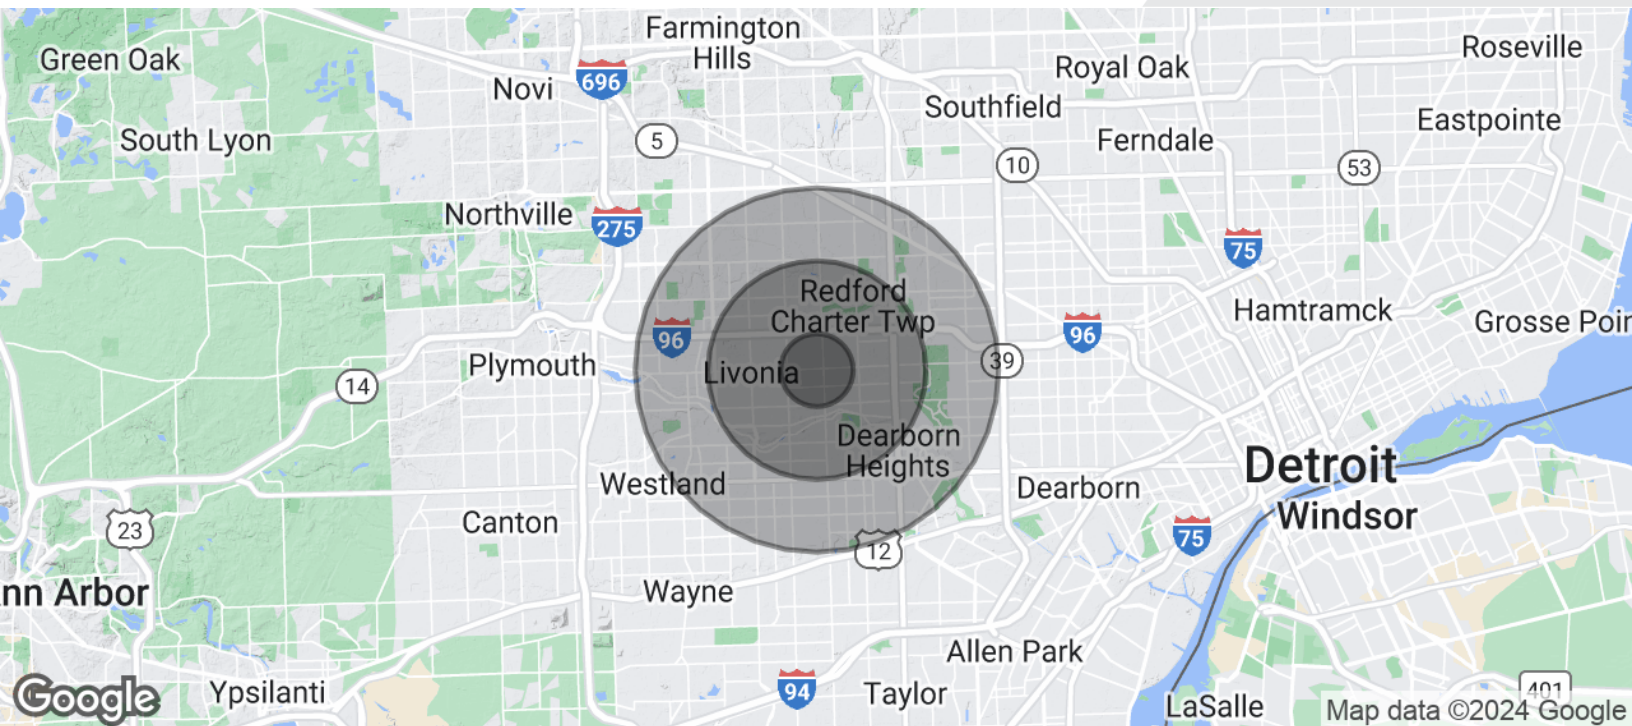 Farmington
Hills
Roseville
Green Oak
Royal Oak
696
Novi
Southfield
Eastpointe
South Lyon
5
Ferndale
10
53
Northville
275
75
Redford
Charter Twp
Hamtramck
Grosse Poin
96
96
Plymouth
Livonia
39
14
Dearborn
Heights
Detroit
Westland
Dearborn
Windsor
Canton
23
75
12
nn Arbor
Wayne
Allen Park
Ypsilanti
94
Taylor
401
LaSalle
Google
Map data ©2024 Google